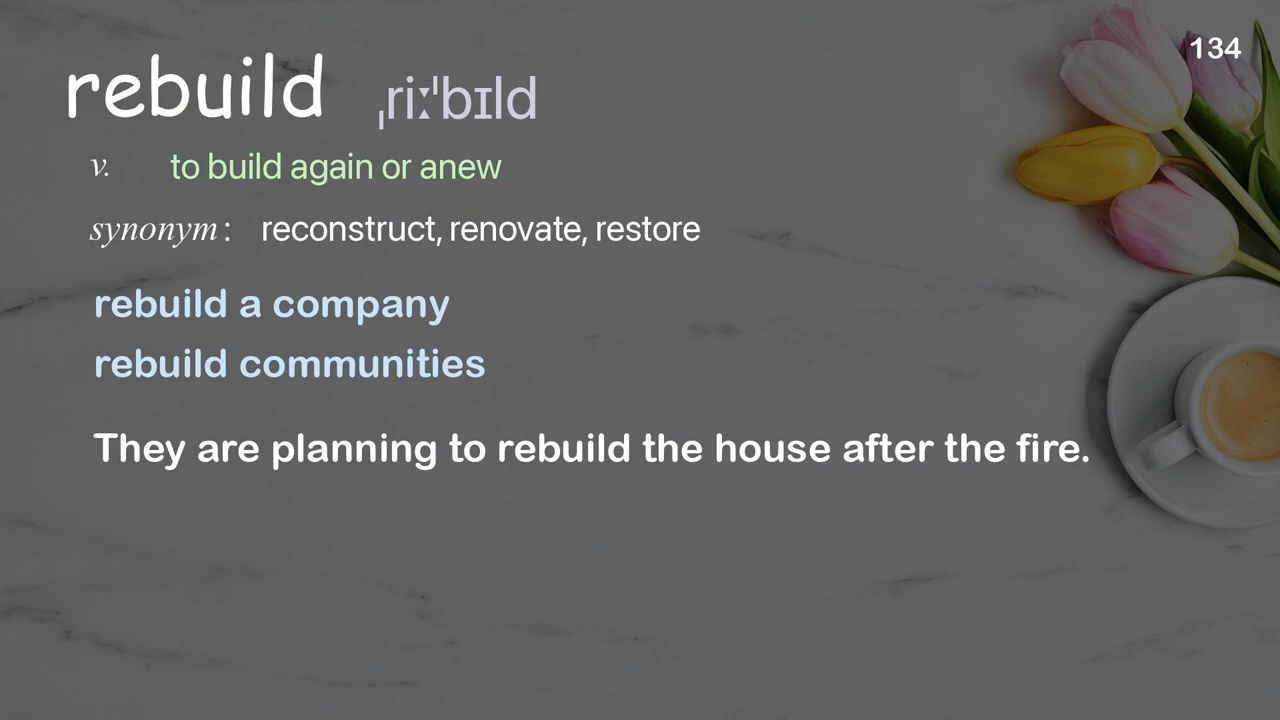 134
rebuild ˌriːˈbɪld
v. to build again or anew
synonym: reconstruct, renovate, restore
rebuild a company
rebuild communities
They are planning to rebuild the house after the fire.